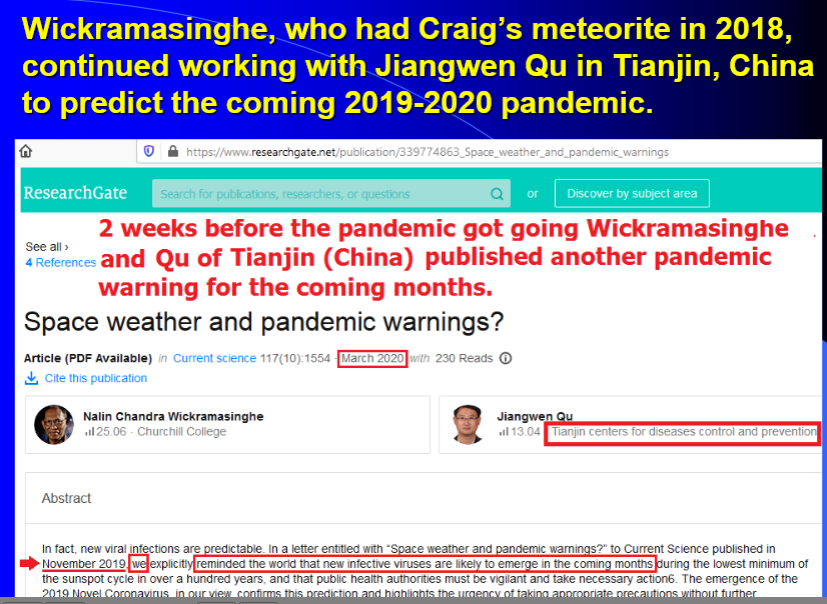 Wickramasinghe, who had Craig's meteorite in 2018,
continued working with Jiangwen Qu in Tianjin, China
to predict the coming 2019-2020 pandemic.
https://www.researchgate.net/publication/339774863_Space_weather_and_pandemic_warnings
ResearchGate Search for publications, researchers, or questions or Discover by subject area
2 weeks before the pandemic got going Wickramasinghe
See all ›
4 References and Qu of Tianjin (China) published another pandemic
warning for the coming months.
Space weather and pandemic warnings?
Article (PDF Available) in Current science 117(10):1554 · March 2020 with 230 Reads
Cite this publication
Nalin Chandra Wickramasinghe
25.06 · Churchill College
Jiangwen Qu
13.04 Tianjin centers for diseases control and prevention
Abstract
In fact, new viral infections are predictable. In a letter entitled with "Space weather and pandemic warnings?" to Current Science published in
November 2019, we explicitly reminded the world that new infective viruses are likely to emerge in the coming months during the lowest minimum of
the sunspot cycle in over a hundred years, and that public health authorities must be vigilant and take necessary action6. The emergence of the
2019 Novel Coronavirus, in our view, confirms this prediction and highlights the urgency of taking appropriate precautions without further